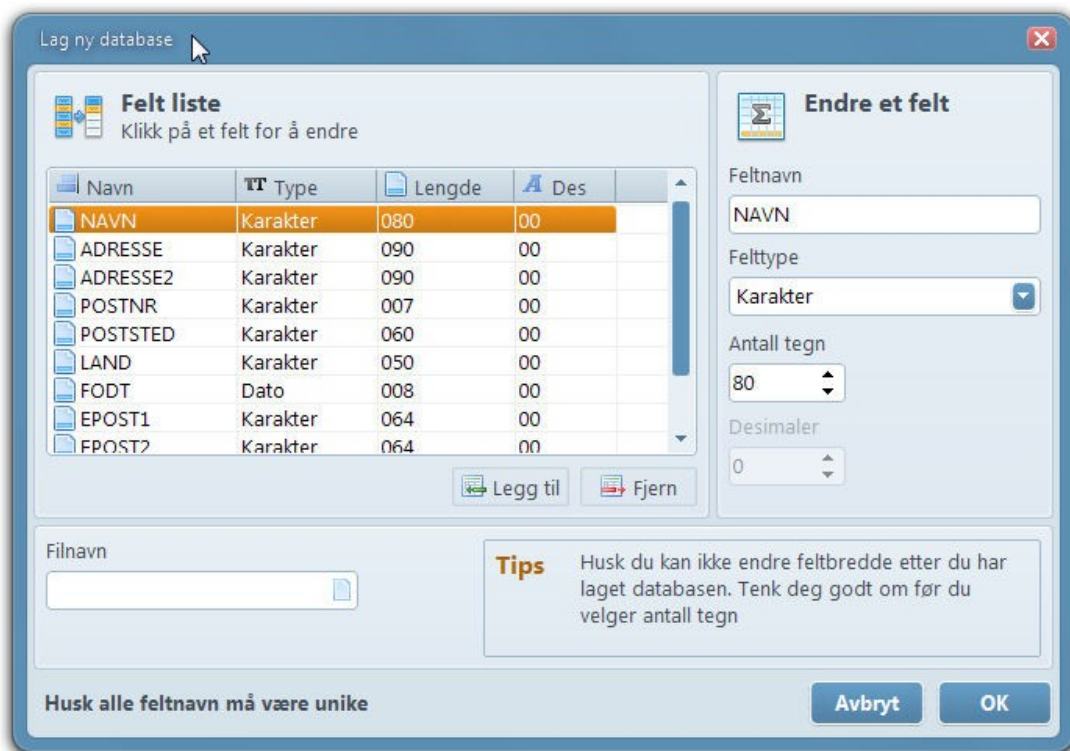 Lag ny database
Felt liste
Klikk på et felt for å endre
Navn Type Lengde Des
NAVN Karakter 080 00
ADRESSE Karakter 090 00
ADRESSE2 Karakter 090 00
POSTNR Karakter 007 00
POSTSTED Karakter 060 00
LAND Karakter 050 00
FODT Dato 008 00
EPOST1 Karakter 064 00
EPOST2 Karakter 064 00
Legg til Fjern
Endre et felt
Feltnavn
NAVN
Felttype
Karakter
Antall tegn
80
Desimaler
0
Filnavn
Tips
Husk du kan ikke endre feltbredde etter du har
laget databasen. Tenk deg godt om før du
velger antall tegn
Husk alle feltnavn må være unike
Avbryt OK